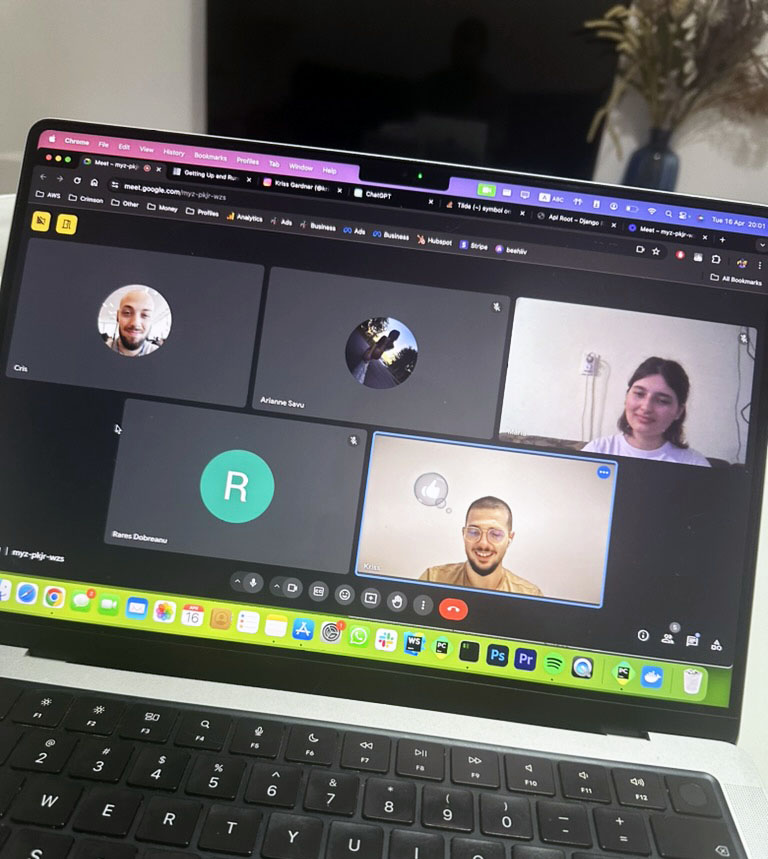 Chrome File Edit View History Bookmarks Profiles Tab Window Help
ABC
Tue 16 Apr 20:01
Meet – myz-pkj
Getting Up and Ru
Kriss Gardner (@kr
ChatGPT
Tilde (~) symbol o
Api Root – Django
Meet – myz-pkjr-w
meet.google.com/myz-pkjr-wzs
AWS Crimson Other Money Profiles Analytics Ads Business Ads Business Hubspot Stripe beehiiv
All Bookmarks
Cris
Arianne Savu
R
Rares Dobreanu
Kriss
| myz-pkjr-wzs
5
APR
16
WS
PC
Ps
Pr
PC
F1 F2 F3 F4 F5 F6 F7 F8 F9 F10 F11 F12
@ # $ % ^ & * ( ) — +
2 3 4 5 6 7 8 9 0 – =
W E R T Y U I
S